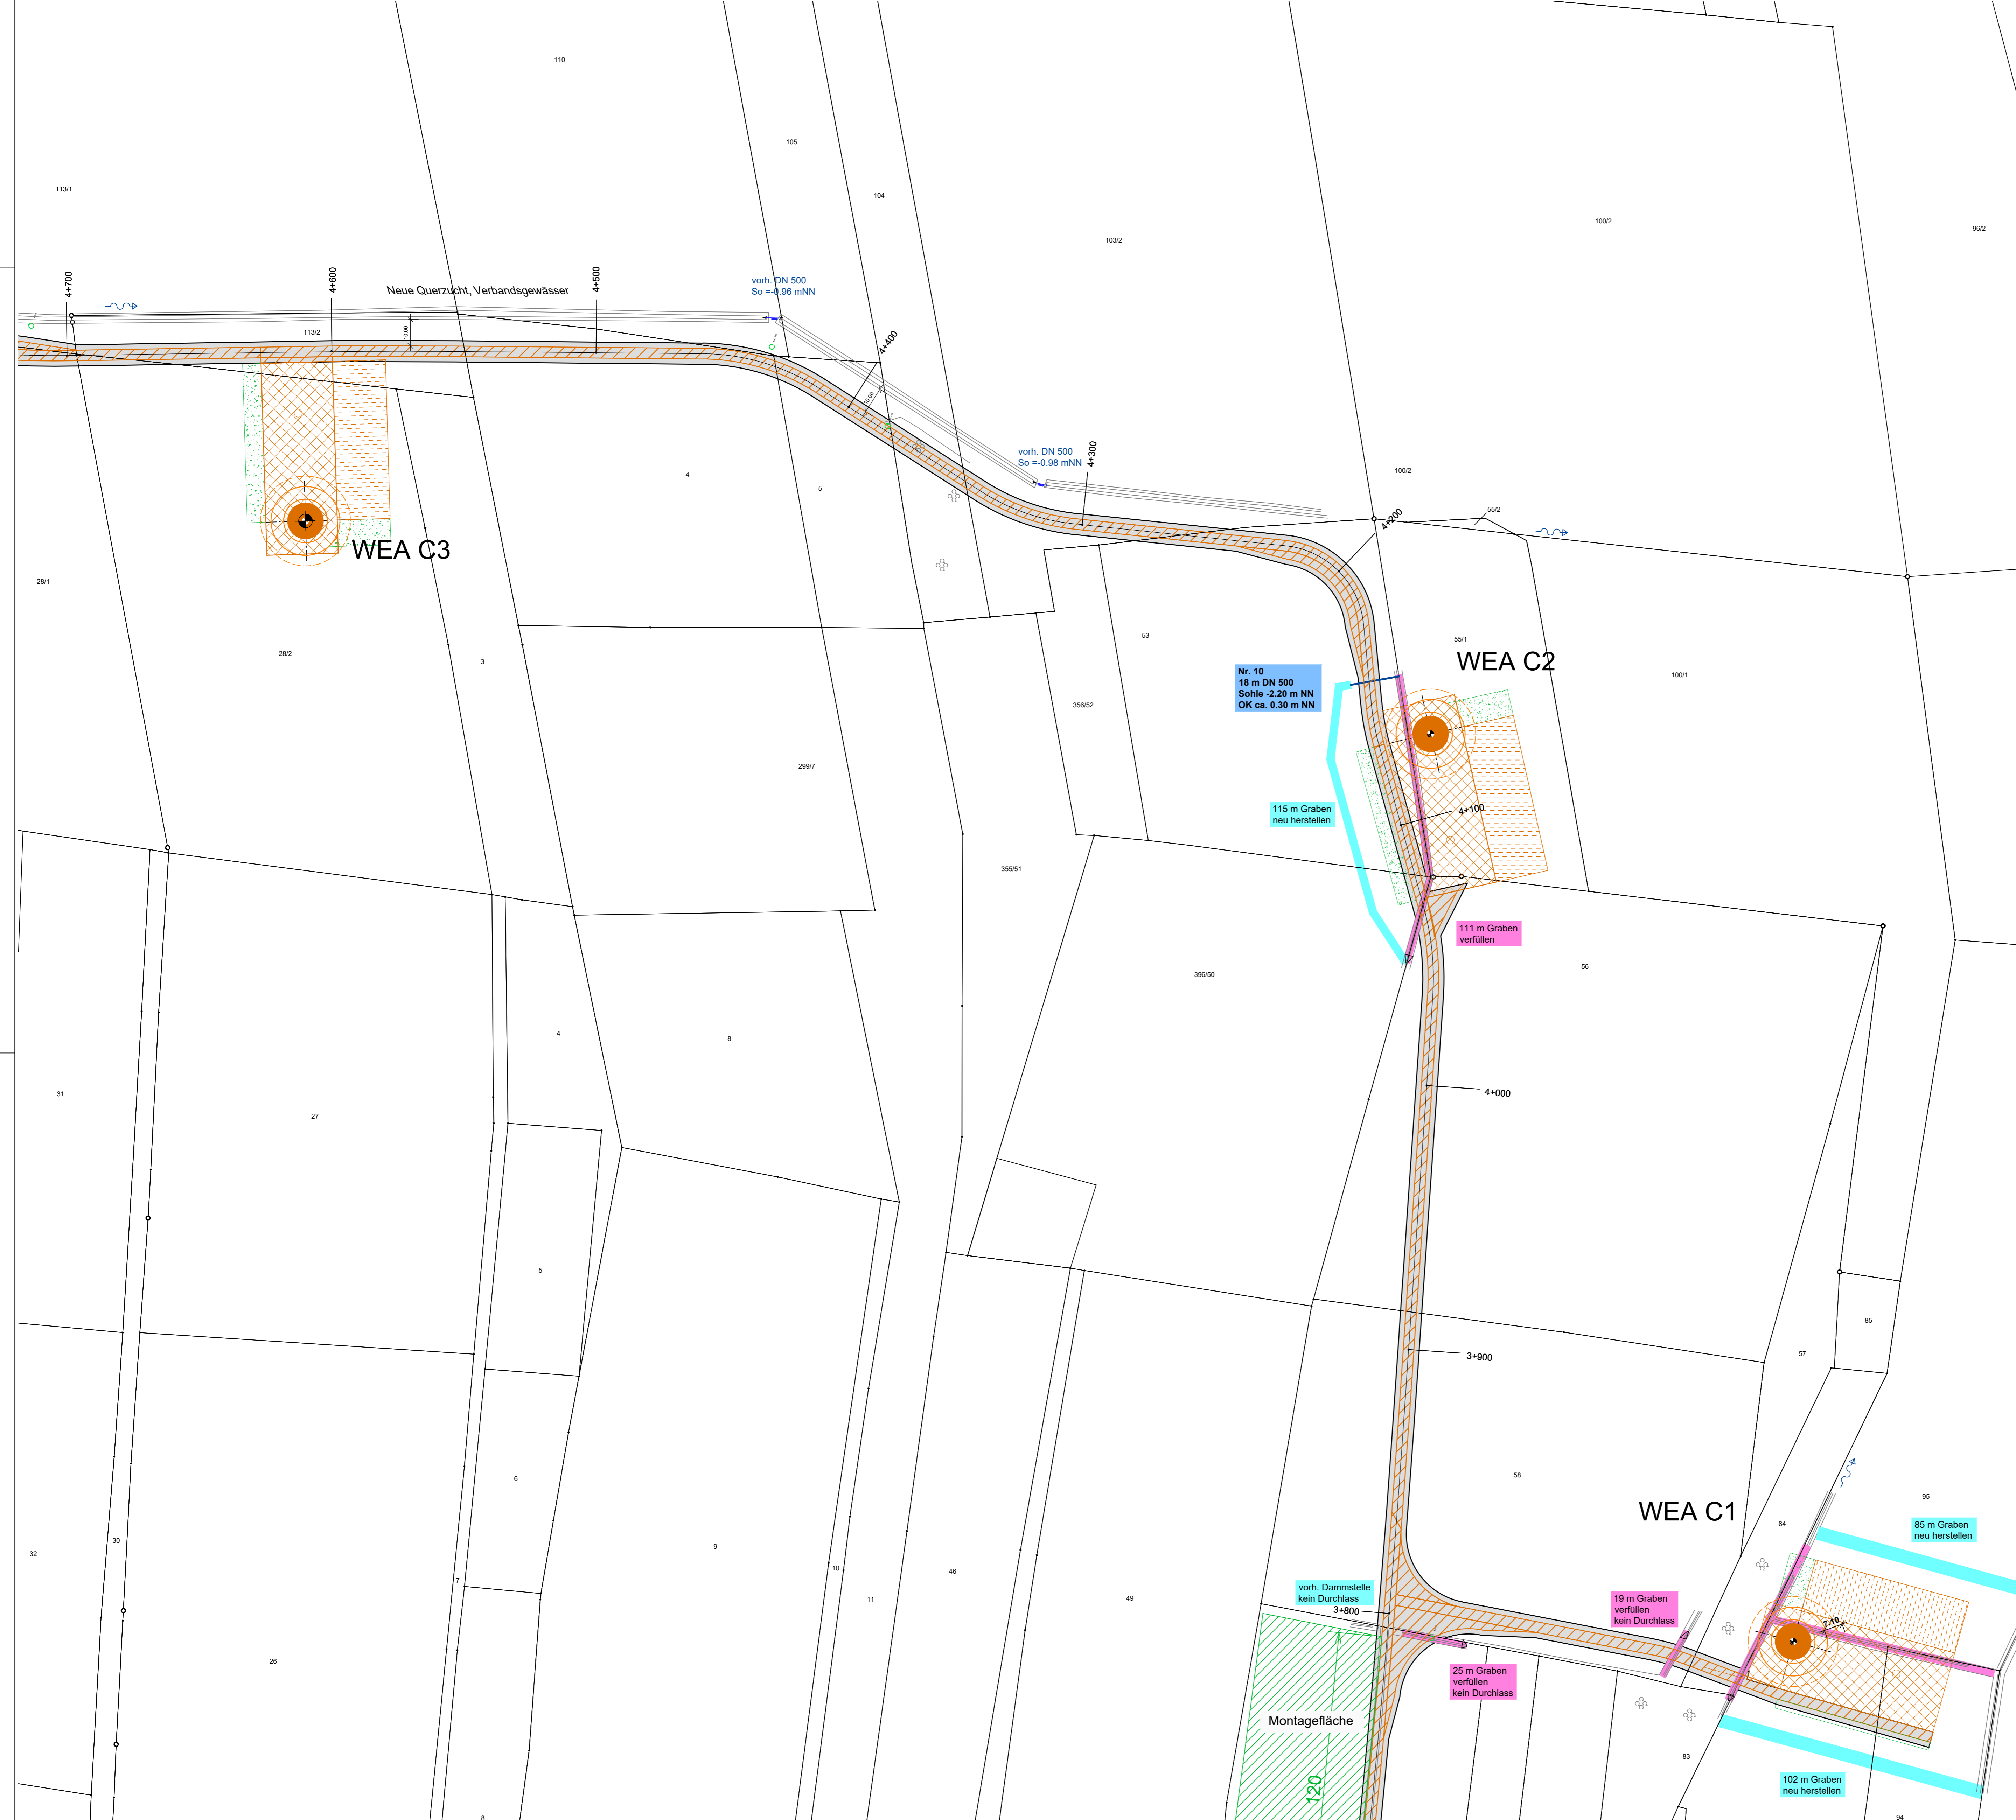 110
105
113/1
104
103/2
100/2
96/2
4+700
4+600
4+500
Neue Querzucht, Verbandsgewässer
vorh. DN 500
So =-0.96 mNN
113/2
10.00
4+400
10.00
vorh. DN 500
So =-0.98 mNN
4+300
100/2
4+200
55/2
4
5
WEA C3
28/1
28/2
3
53
55/1
WEA C2
100/1
Nr. 10
18 m DN 500
Sohle -2.20 m NN
OK ca. 0.30 m NN
356/52
299/7
115 m Graben
neu herstellen
4+100
355/51
111 m Graben
verfüllen
396/50
56
4
8
31
27
4+000
5
85
57
3+900
6
58
WEA C1
95
84
85 m Graben
neu herstellen
32
30
9
10
7
46
11
49
vorh. Dammstelle
kein Durchlass
3+800
19 m Graben
verfüllen
kein Durchlass
7-10
26
25 m Graben
verfüllen
kein Durchlass
Montagefläche
83
120
102 m Graben
neu herstellen
8
94